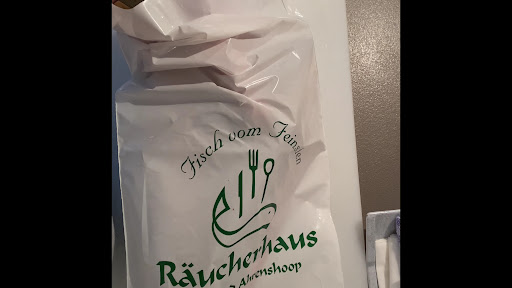 Fisch vom Feinsten
Räucherhaus
Ahrenshoop